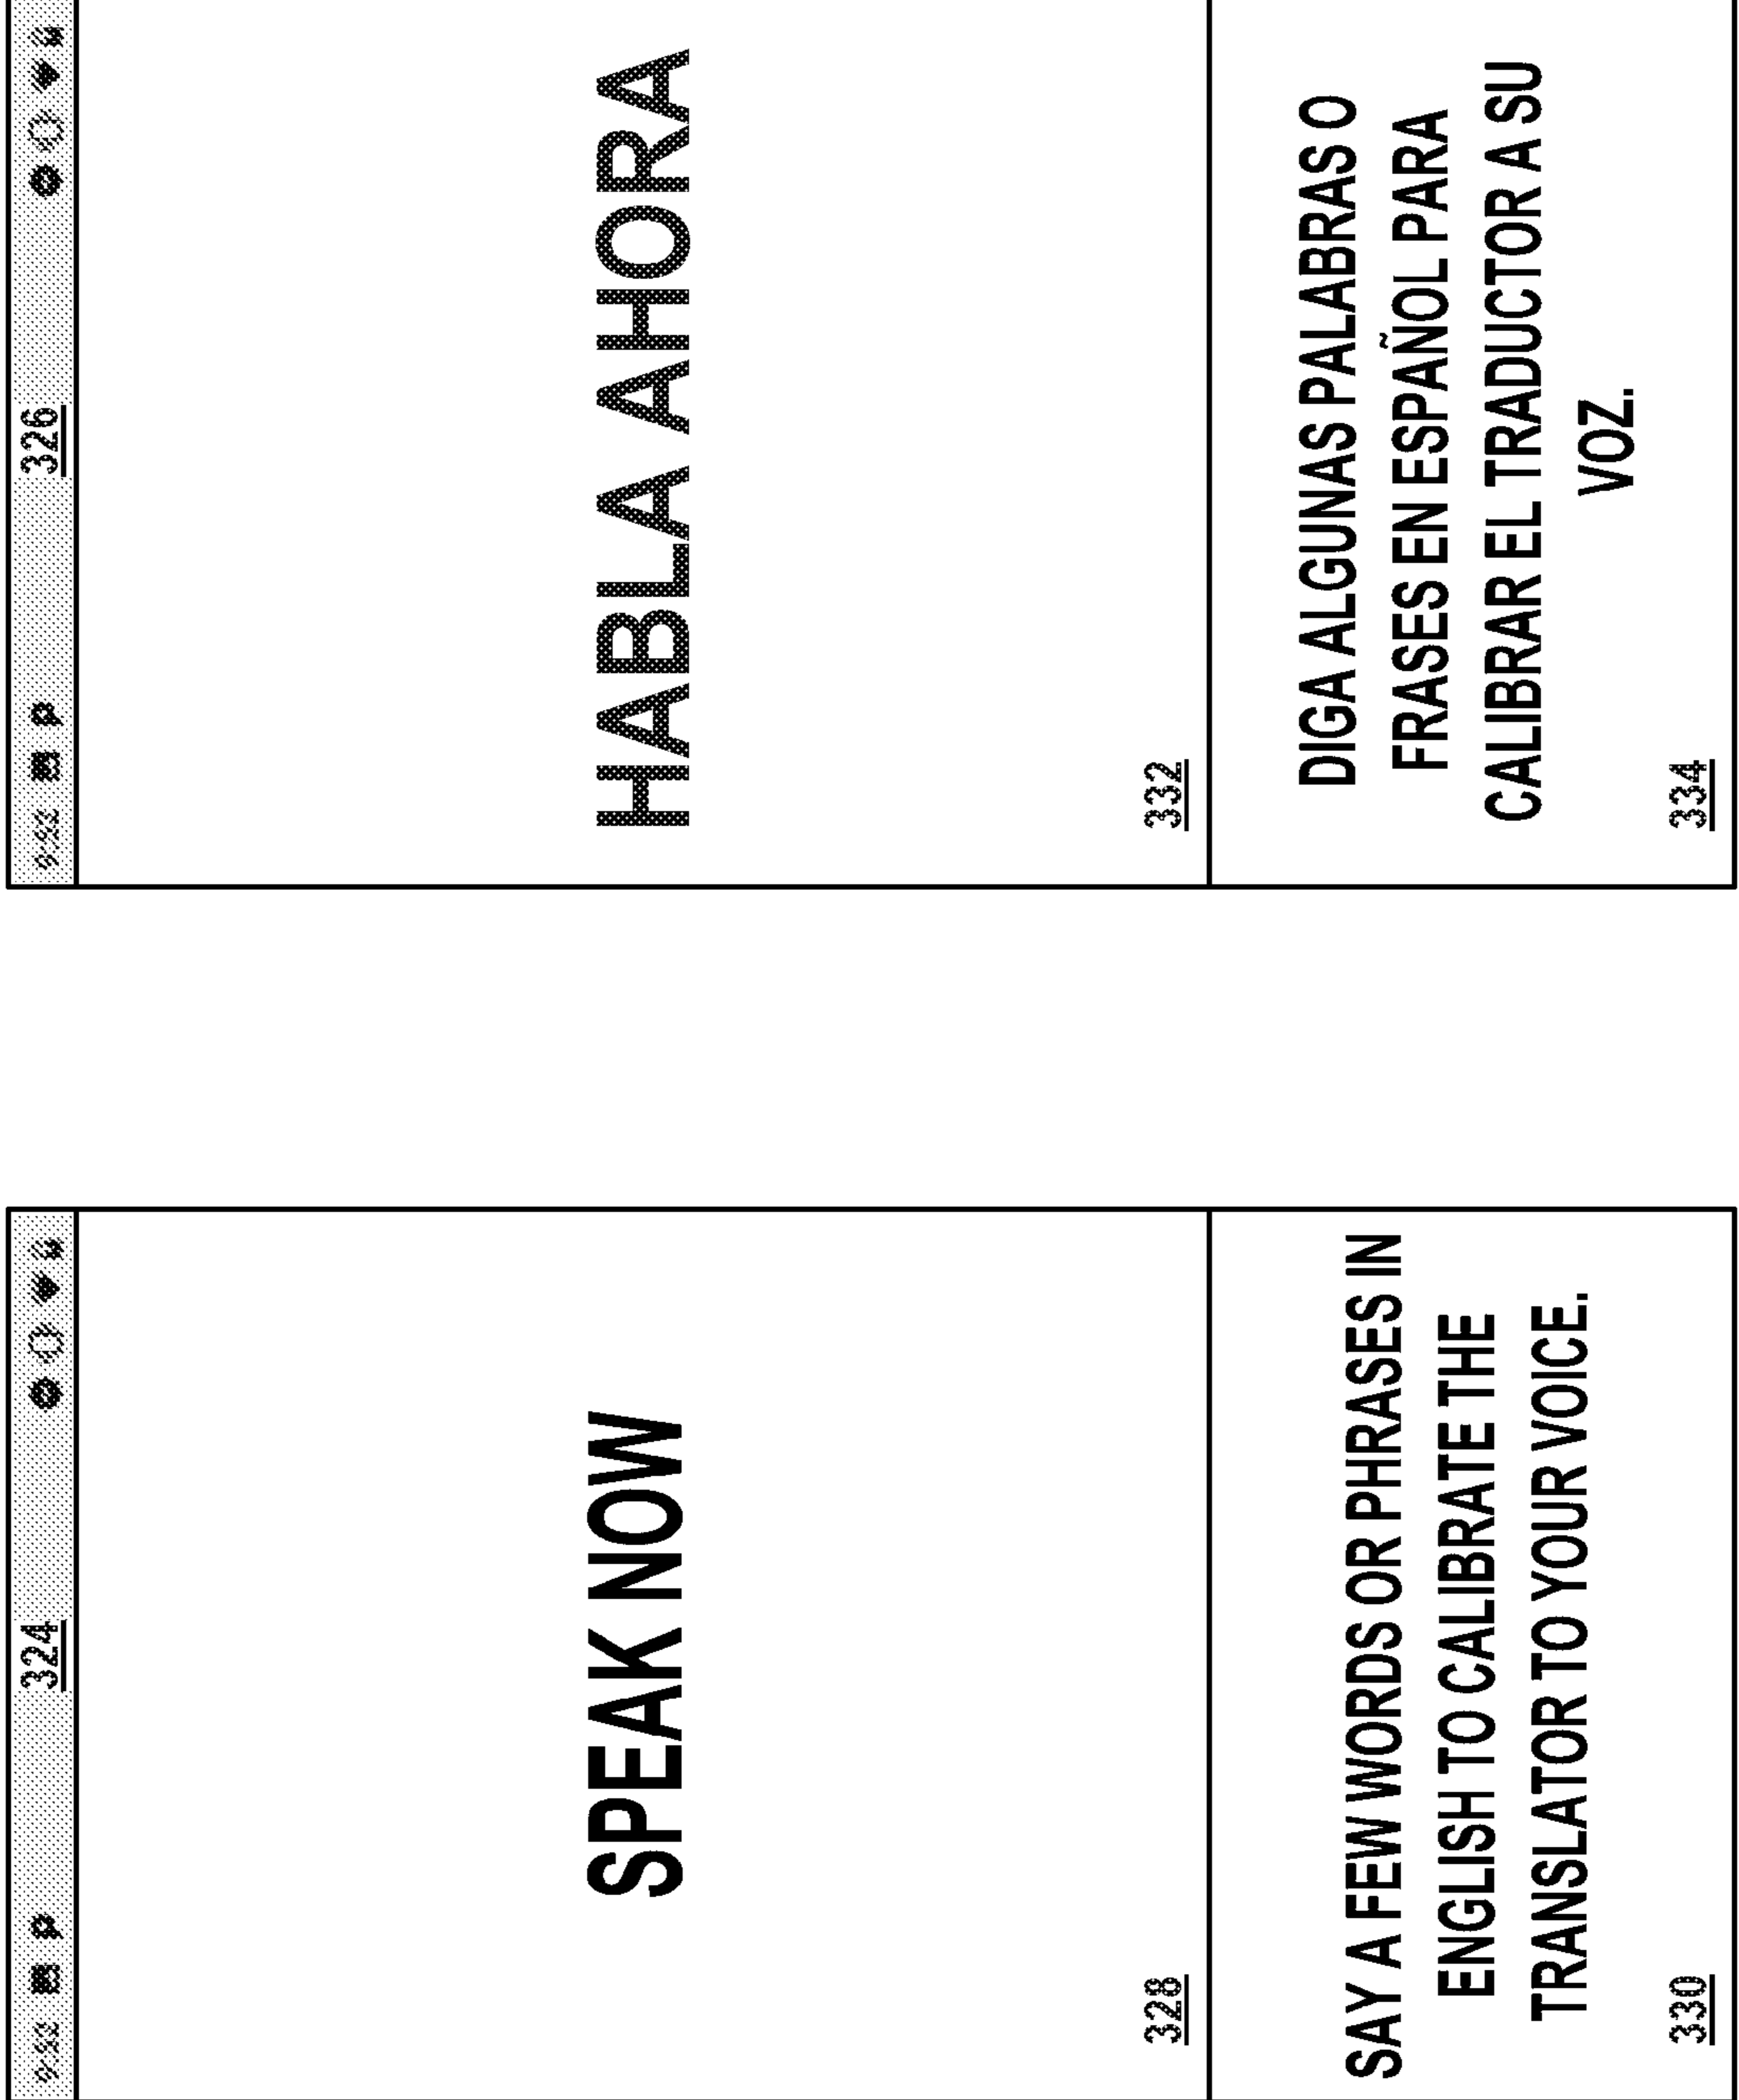 324
SPEAK NOW
328
SAY A FEW WORDS OR PHRASES IN
ENGLISH TO CALIBRATE THE
TRANSLATOR TO YOUR VOICE.
330
326
HABLA AHORA
332
DIGA ALGUNAS PALABRAS O
FRASES EN ESPAÑOL PARA
CALIBRAR EL TRADUCTOR A SU
VOZ.
334